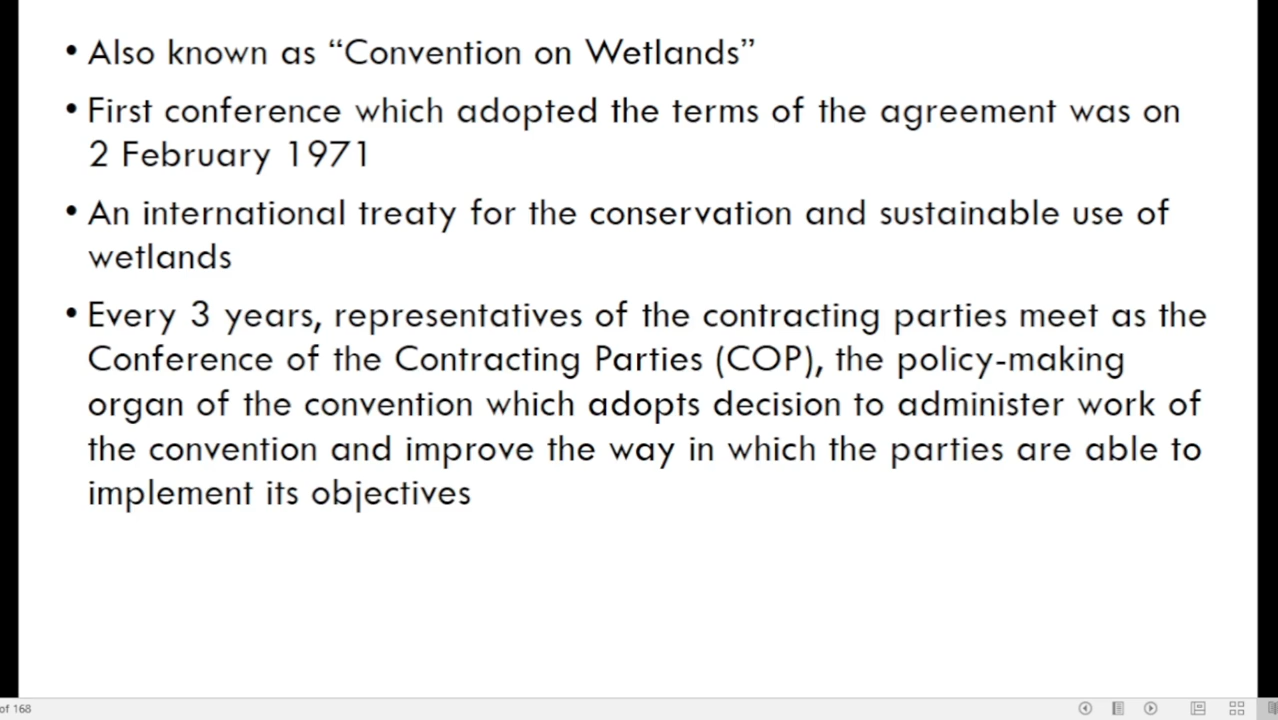 • Also known as “Convention on Wetlands”
• First conference which adopted the terms of the agreement was on
2 February 1971
• An international treaty for the conservation and sustainable use of
wetlands
• Every 3 years, representatives of the contracting parties meet as the
Conference of the Contracting Parties (COP), the policy-making
organ of the convention which adopts decision to administer work of
the convention and improve the way in which the parties are able to
implement its objectives
of 168